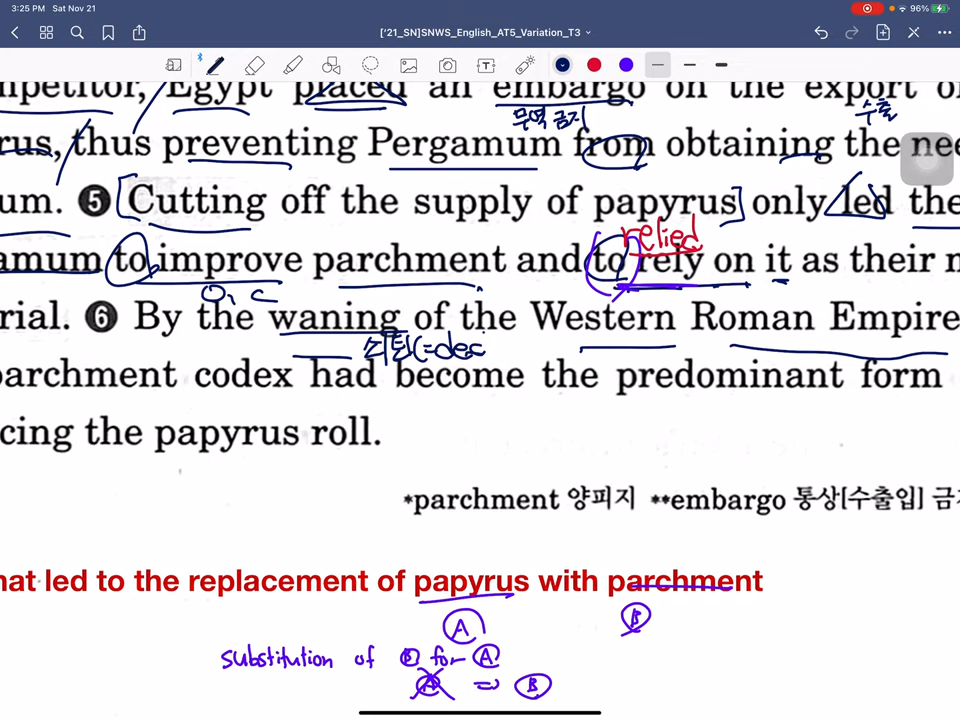 3:25 PM Sat Nov 21
96%
['21_SN]SNWS_English_AT5_Variation_T3
mpetitor, Egypt placed an embargo on the export o
무역 금지
수출
rus, thus preventing Pergamum from obtaining the nee
um. ❺ [Cutting off the supply of papyrus] only led the
relied
amum to improve parchment and to rely on it as their m
O.C
rial. ❻ By the waning of the Western Roman Empire
쇠퇴(=dec
parchment codex had become the predominant form
cing the papyrus roll.
*parchment 양피지 **embargo 통상[수출입] 금
hat led to the replacement of papyrus with parchment
A
B
substitution of B for A
A ⇒ B